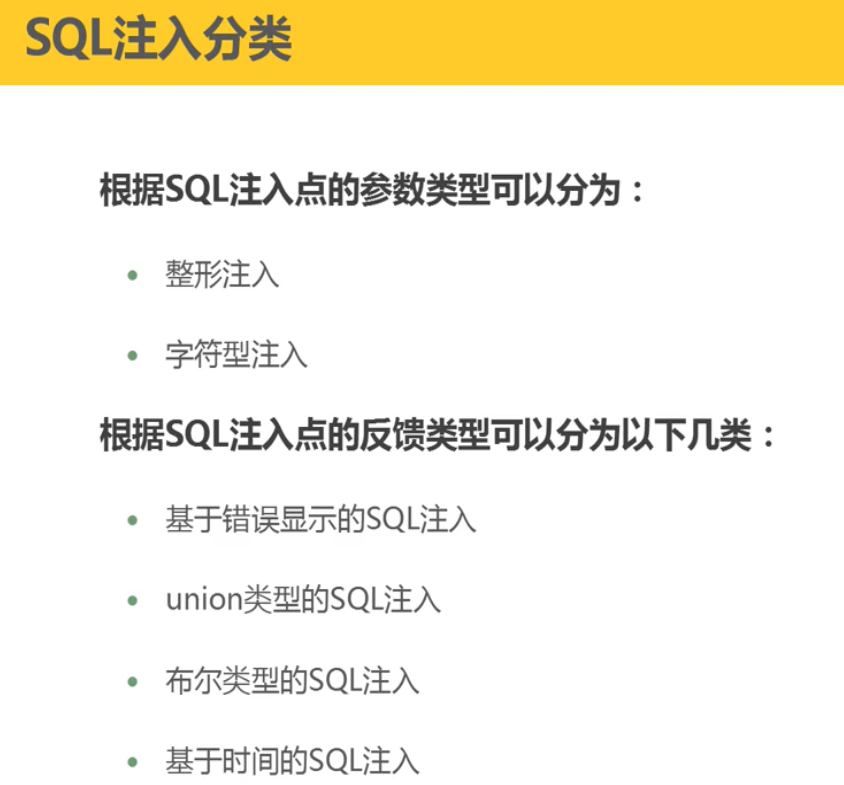 SQL注入分类
根据SQL注入点的参数类型可以分为：
• 整形注入
• 字符型注入
根据SQL注入点的反馈类型可以分为以下几类：
• 基于错误显示的SQL注入
• union类型的SQL注入
• 布尔类型的SQL注入
• 基于时间的SQL注入